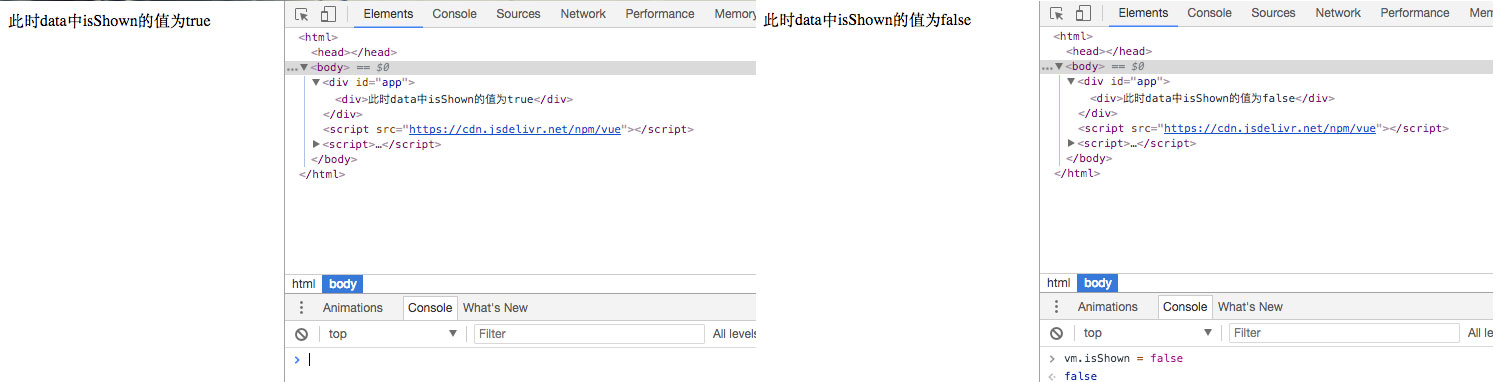 此时data中isShown的值为true
Elements Console Sources Network Performance Memory
<html>
<head></head>
…▼<body> == $0
▼<div id="app">
<div>此时data中isShown的值为true</div>
</div>
<script src="https://cdn.jsdelivr.net/npm/vue"></script>
▶<script>…</script>
</body>
</html>
html body
Animations Console What's New
top ▼ Filter All levels
>
此时data中isShown的值为false
Elements Console Sources Network Performance
<html>
<head></head>
…▼<body> == $0
▼<div id="app">
<div>此时data中isShown的值为false</div>
</div>
<script src="https://cdn.jsdelivr.net/npm/vue"></script>
▶<script>…</script>
</body>
</html>
html body
Animations Console What's New
top ▼ Filter All le
> vm.isShown = false
false